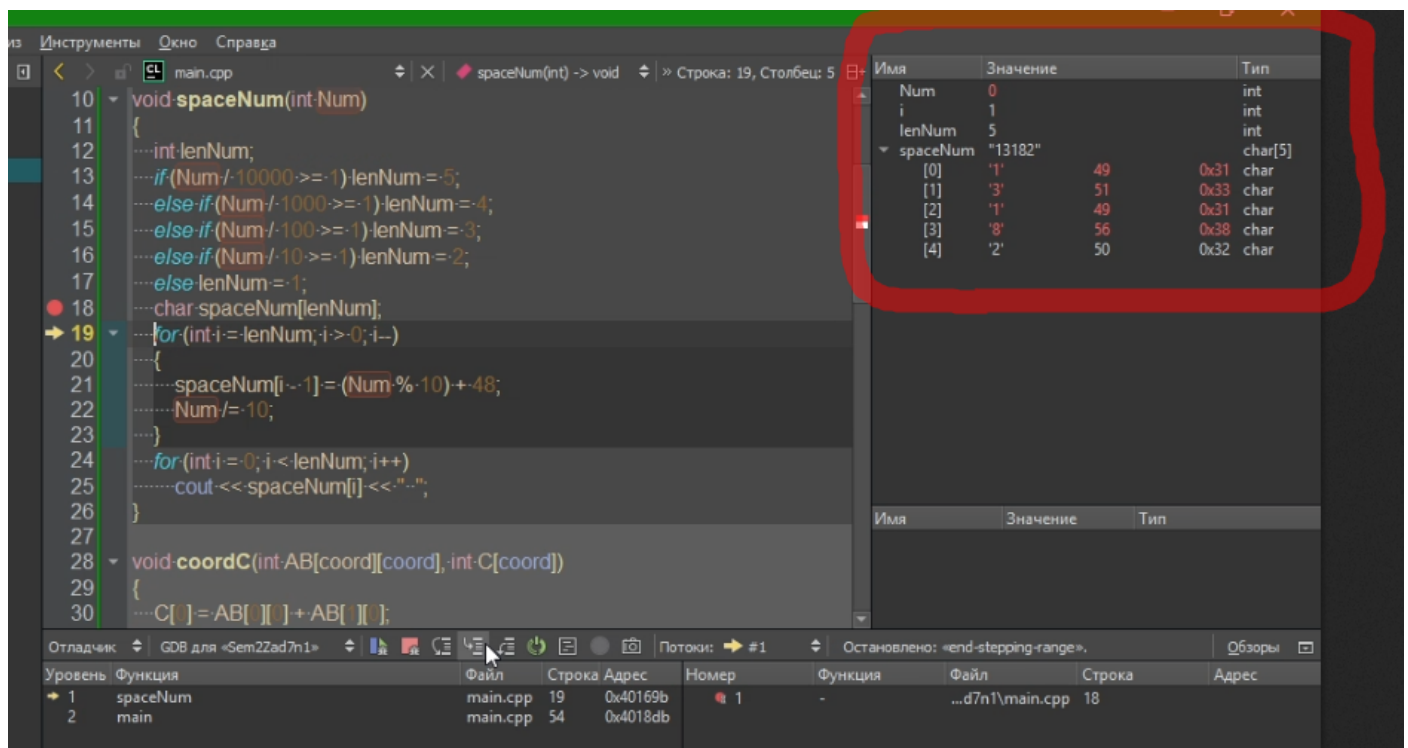 из Инструменты Окно Справка
main.cpp spaceNum(int) -> void » Строка: 19, Столбец: 5
10 void spaceNum(int Num)
11 {
12 int lenNum;
13 if (Num / 10000 >= 1) lenNum = 5;
14 else if (Num / 1000 >= 1) lenNum = 4;
15 else if (Num / 100 >= 1) lenNum = 3;
16 else if (Num / 10 >= 1) lenNum = 2;
17 else lenNum = 1;
18 char spaceNum[lenNum];
19 for (int i = lenNum; i > 0; i--)
20 {
21 spaceNum[i - 1] = (Num % 10) + 48;
22 Num /= 10;
23 }
24 for (int i = 0; i < lenNum; i++)
25 cout << spaceNum[i] << "  ";
26 }
27
28 void coordC(int AB[coord][coord], int C[coord])
29 {
30 C[0] = AB[0][0] + AB[1][0];
Имя Значение Тип
Num 0 int
i 1 int
lenNum 5 int
spaceNum "13182" char[5]
[0] '1' 49 0x31 char
[1] '3' 51 0x33 char
[2] '1' 49 0x31 char
[3] '8' 56 0x38 char
[4] '2' 50 0x32 char
Имя Значение Тип
Отладчик GDB для «Sem2Zad7n1» Потоки: #1 Остановлено: «end-stepping-range». Обзоры
Уровень Функция Файл Строка Адрес
1 spaceNum main.cpp 19 0x40169b
2 main main.cpp 54 0x4018db
Номер Функция Файл Строка Адрес
1 - ...d7n1\main.cpp 18